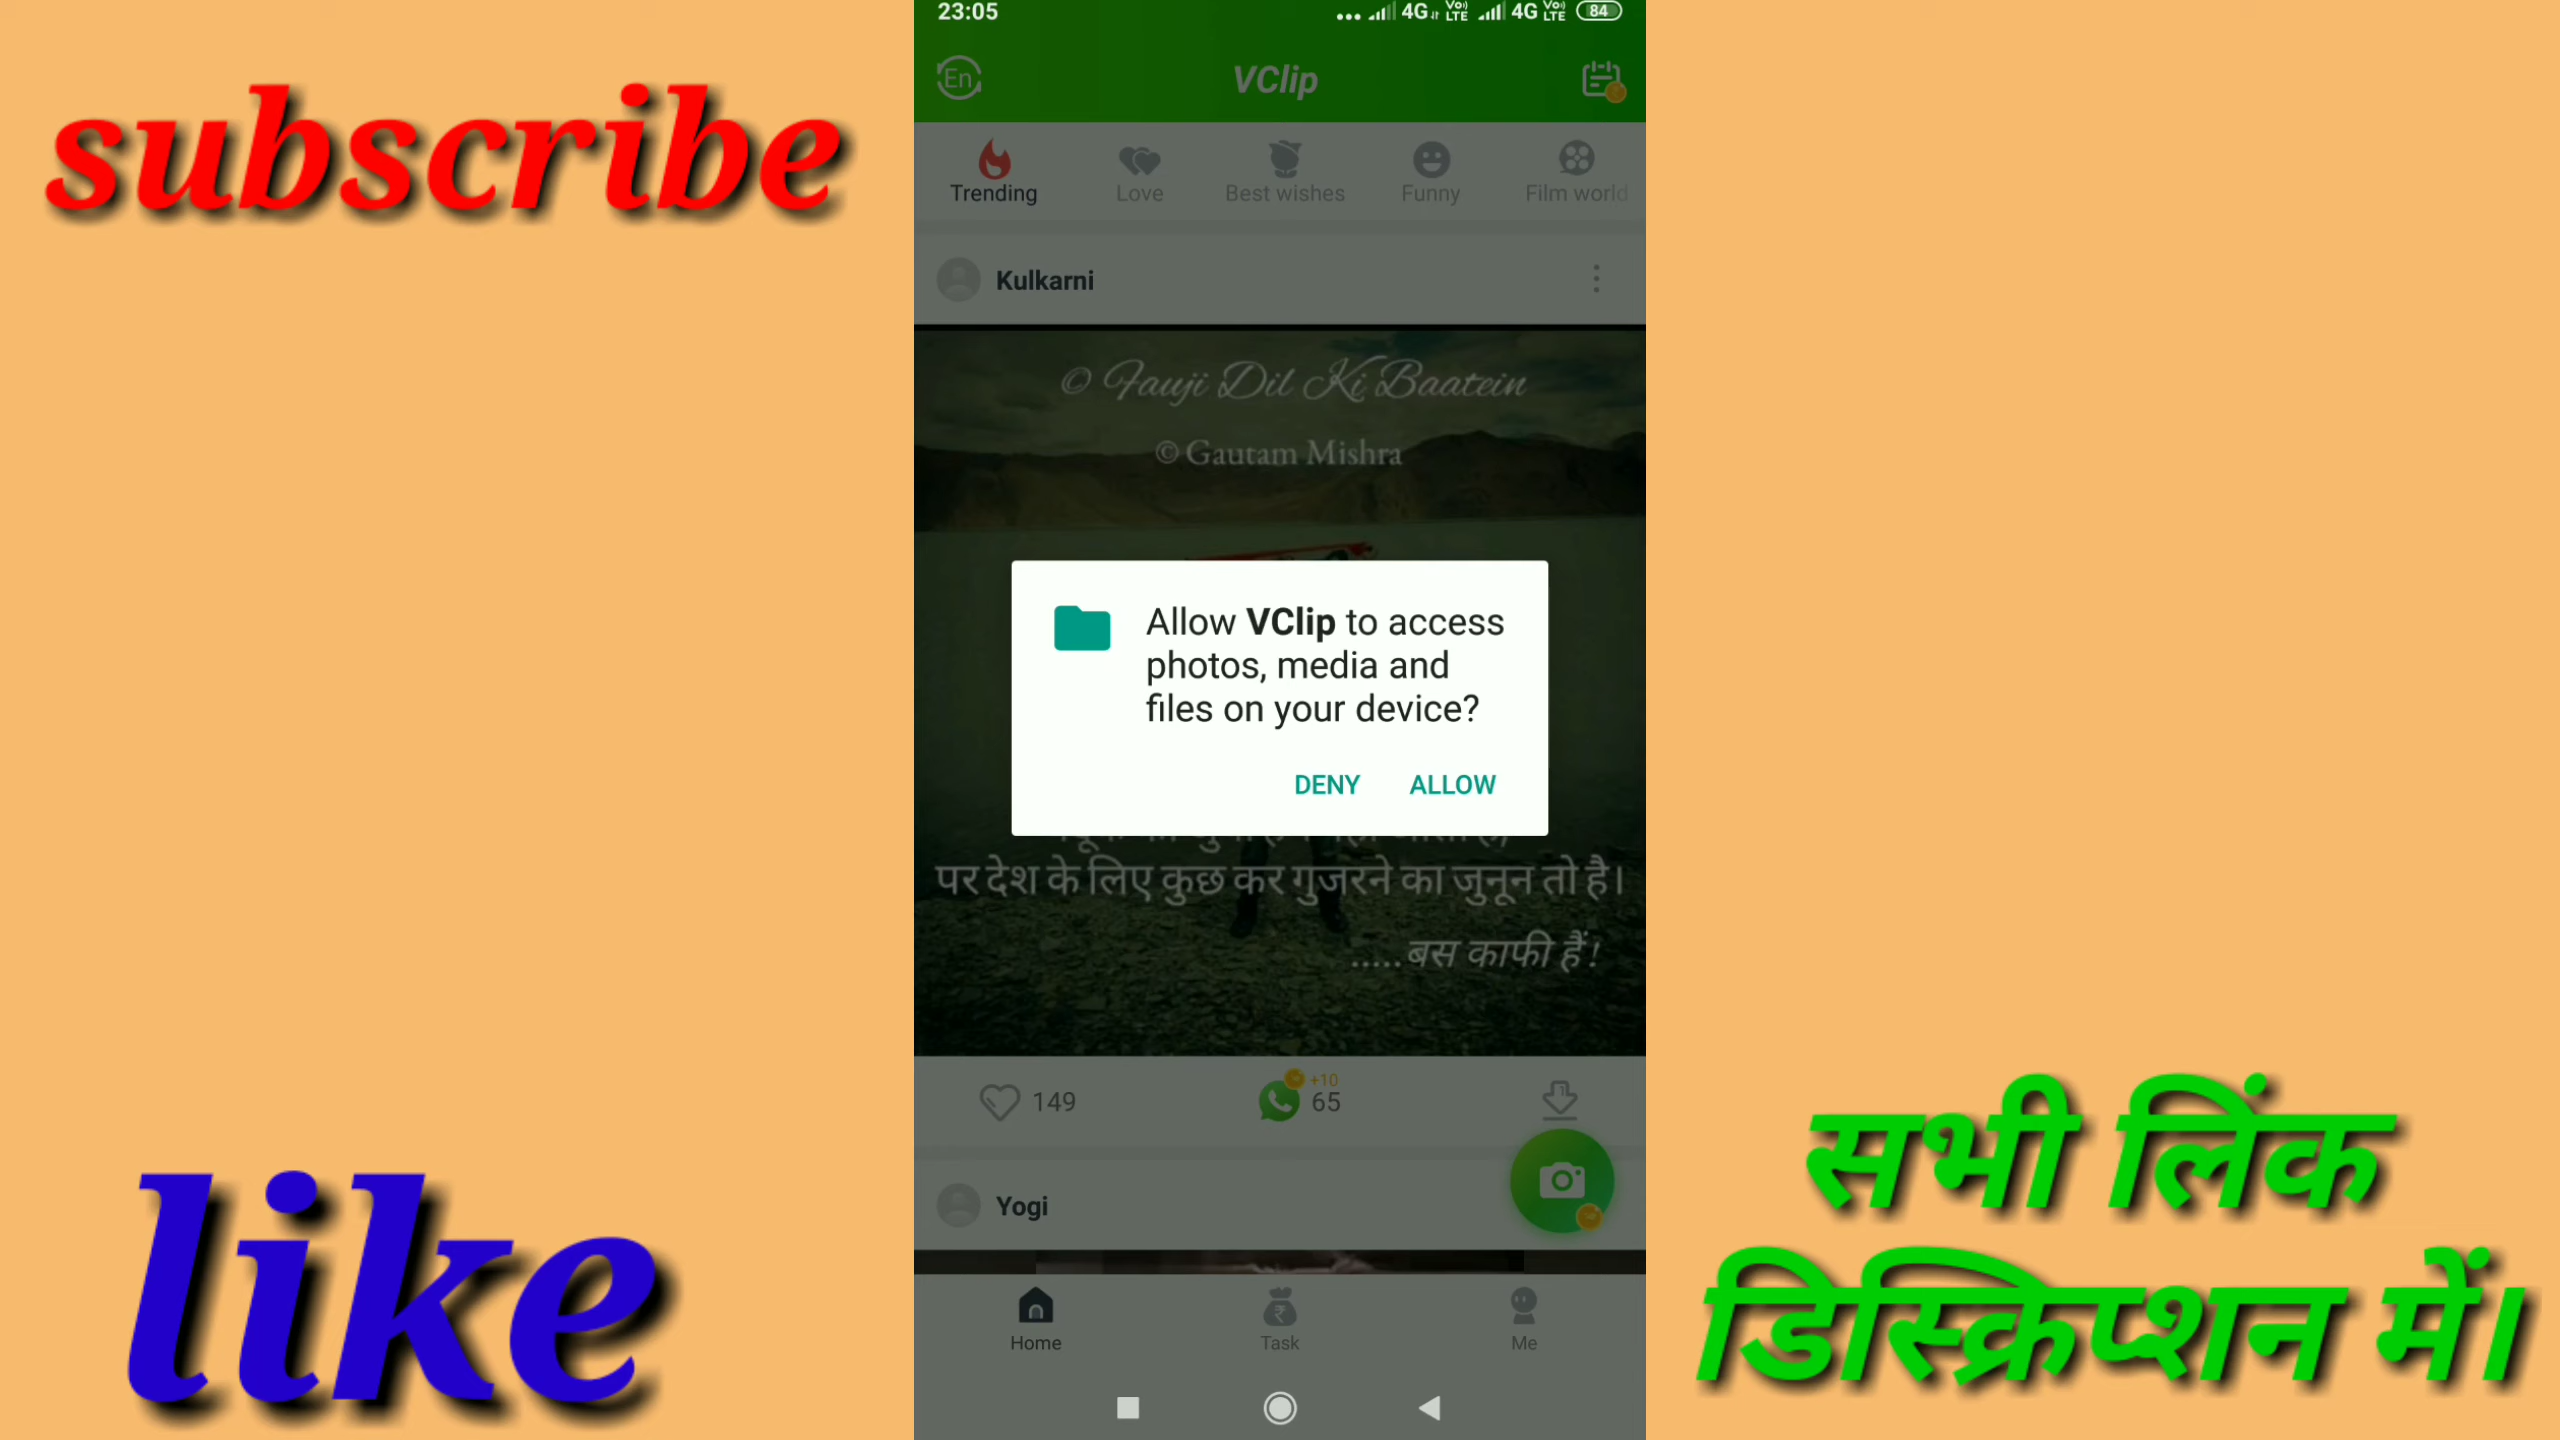 subscribe
like
23:05
4G VoLTE 4G VoLTE 84
En
VClip
Trending
Love
Best wishes
Funny
Film world
Kulkarni
© Fauji Dil Ki Baatein
© Gautam Mishra
Allow VClip to access
photos, media and
files on your device?
DENY
ALLOW
पर देश के लिए कुछ कर गुजरने का जुनून तो है।
.....बस काफी हैं!
149
+10
65
Yogi
Home
Task
Me
सभी लिंक
डिस्क्रिप्शन में।